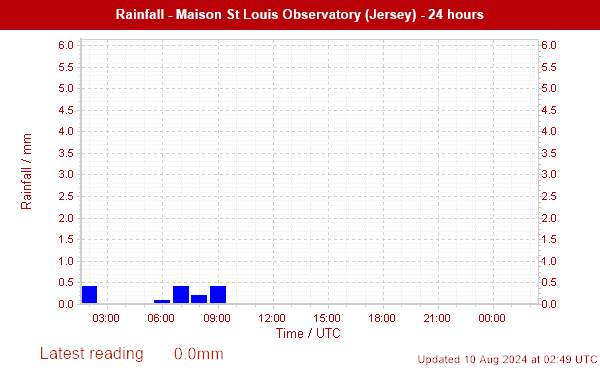 Rainfall - Maison St Louis Observatory (Jersey) - 24 hours
6.0 6.0
5.5 5.5
5.0 5.0
4.5 4.5
4.0 4.0
3.5 3.5
3.0 3.0
2.5 2.5
2.0 2.0
1.5 1.5
1.0 1.0
0.5 0.5
0.0 0.0
Rainfall / mm
03:00 06:00 09:00 12:00 15:00 18:00 21:00 00:00
Time / UTC
Latest reading 0.0mm
Updated 10 Aug 2024 at 02:49 UTC